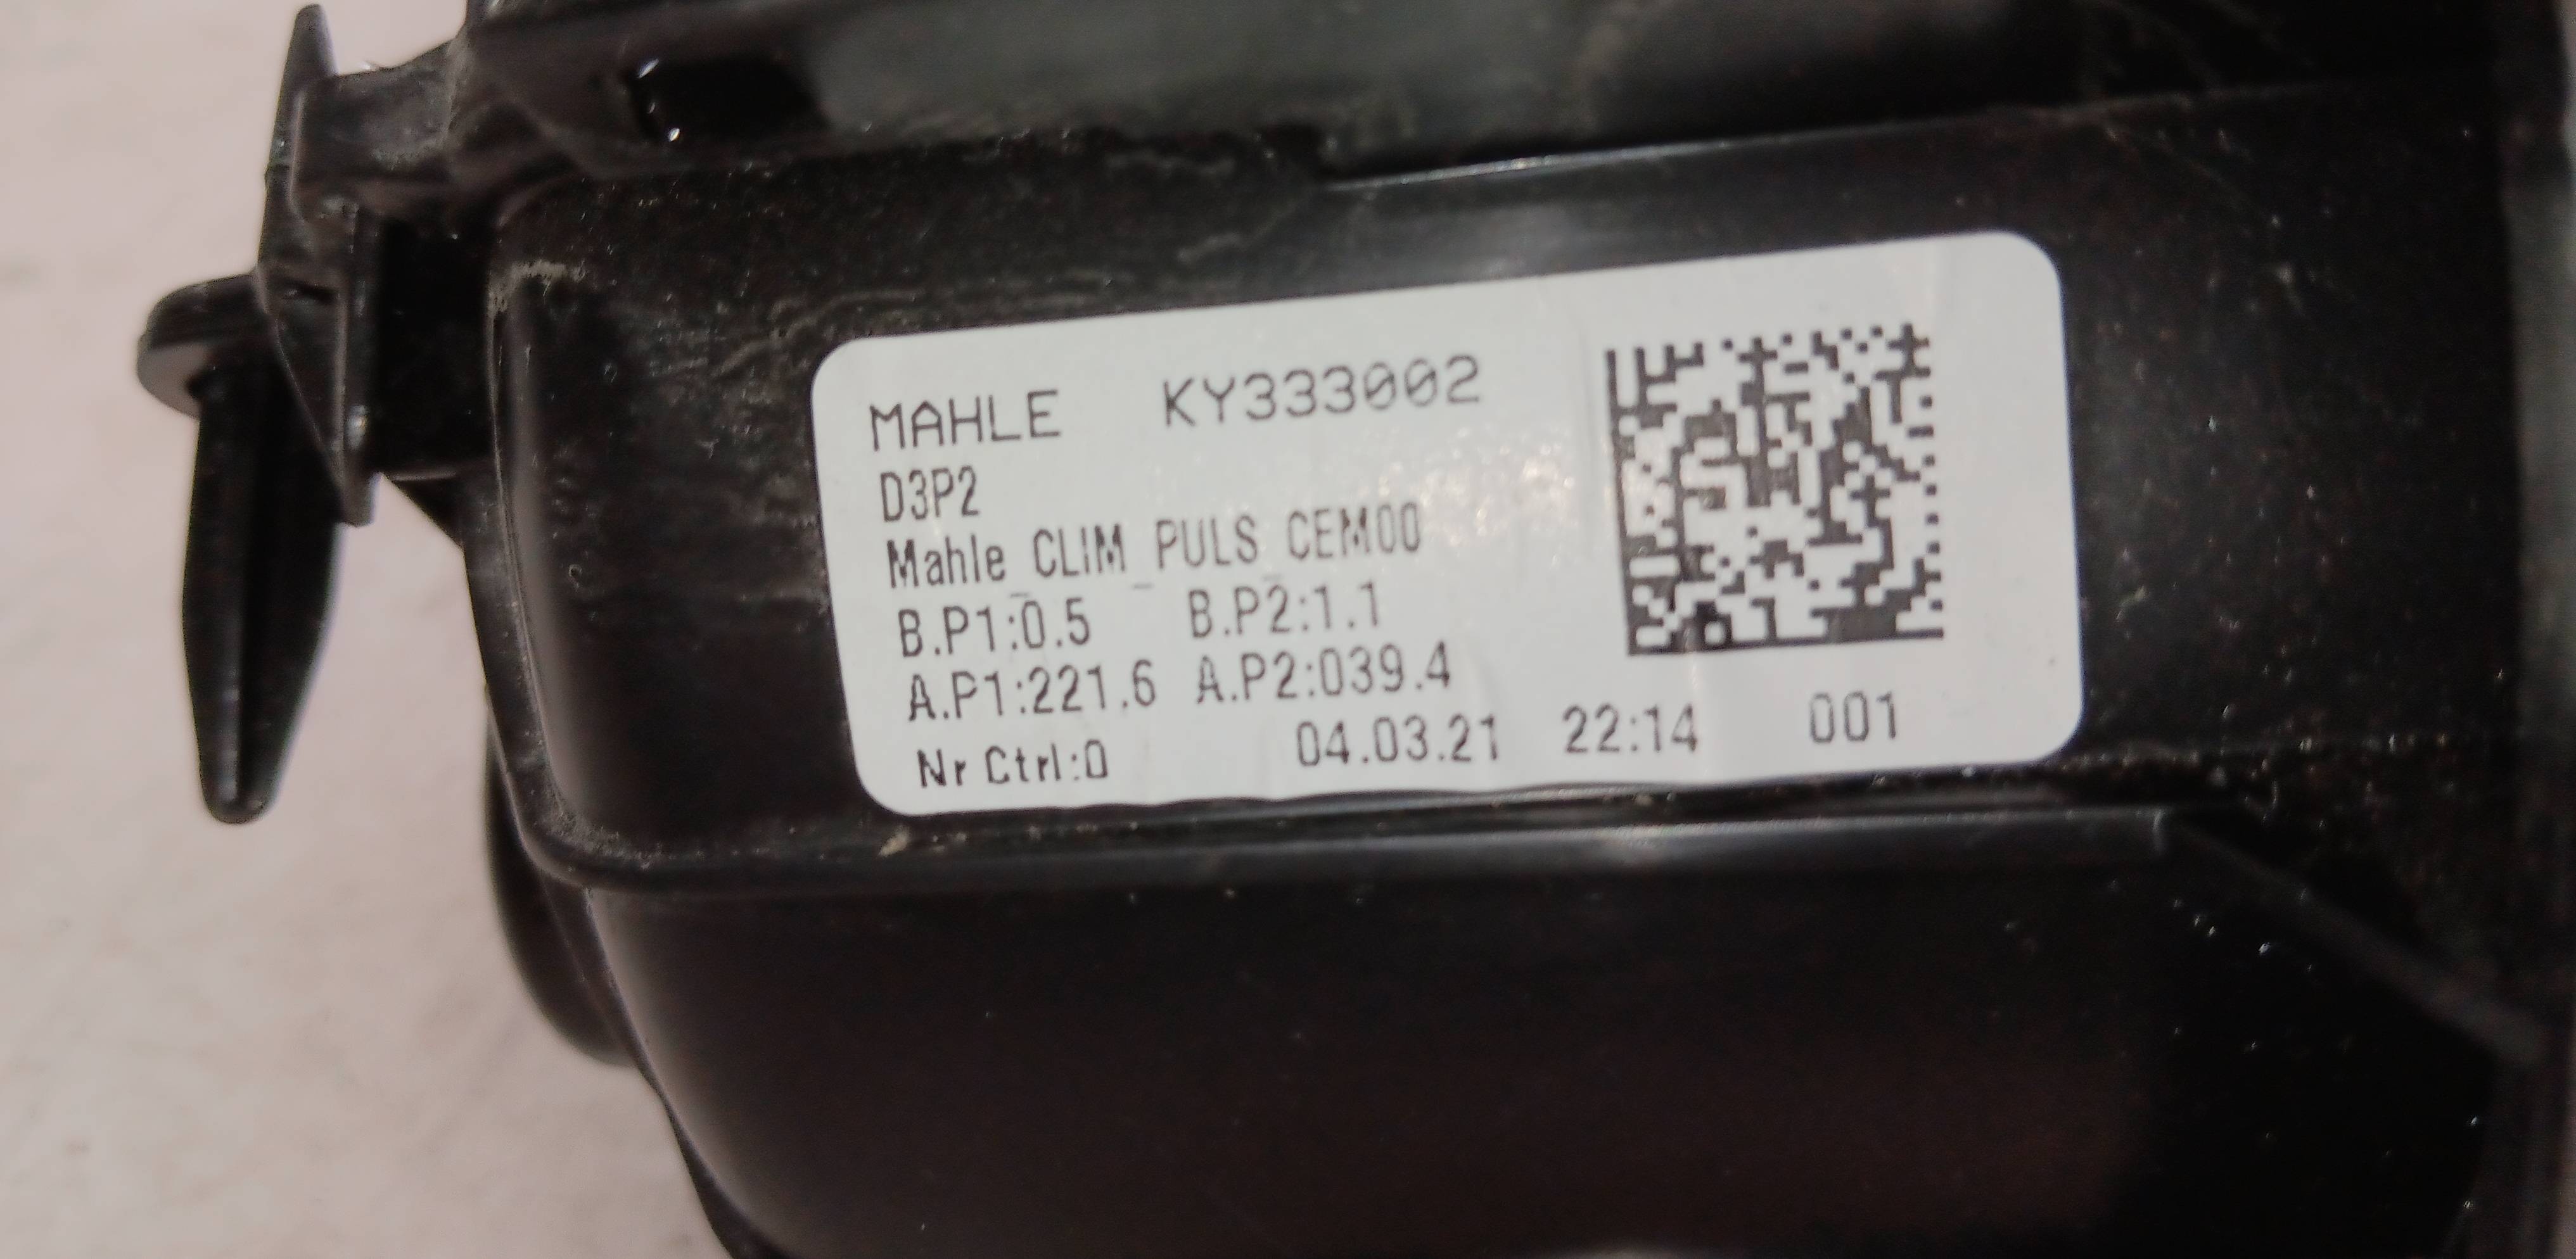 MAHLE KY333002
D3P2
Mahle_CLIM_PULS_CEM00
B.P1:0.5 B.P2:1.1
A.P1:221.6 A.P2:039.4
Nr Ctrl:0 04.03.21 22:14 001